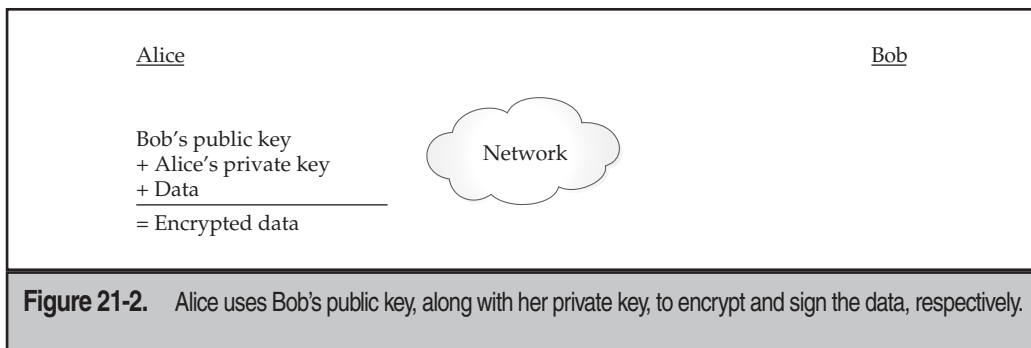 Alice
Bob
Bob's public key
+ Alice's private key
+ Data
= Encrypted data
Network
Figure 21-2. Alice uses Bob's public key, along with her private key, to encrypt and sign the data, respectively.